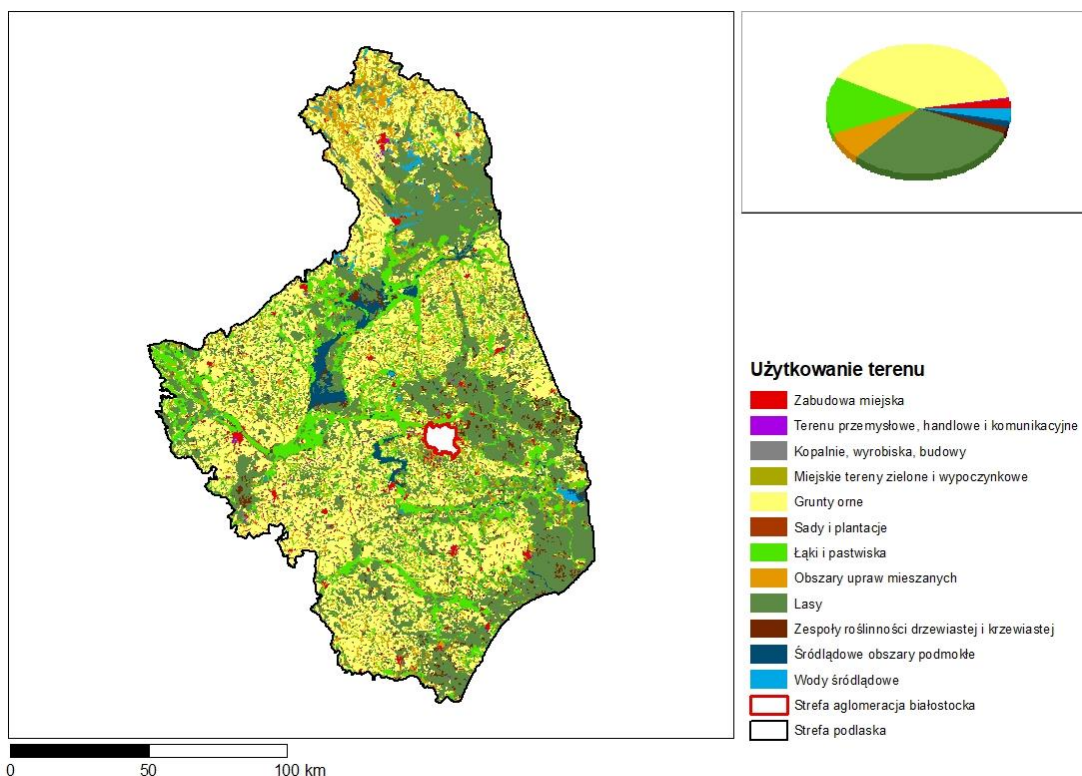 Użytkowanie terenu
Zabudowa miejska
Terenu przemysłowe, handlowe i komunikacyjne
Kopalnie, wyrobiska, budowy
Miejskie tereny zielone i wypoczynkowe
Grunty orne
Sady i plantacje
Łąki i pastwiska
Obszary upraw mieszanych
Lasy
Zespoły roślinności drzewiastej i krzewiastej
Śródlądowe obszary podmokłe
Wody śródlądowe
Strefa aglomeracja białostocka
Strefa podlaska
0 50 100 km